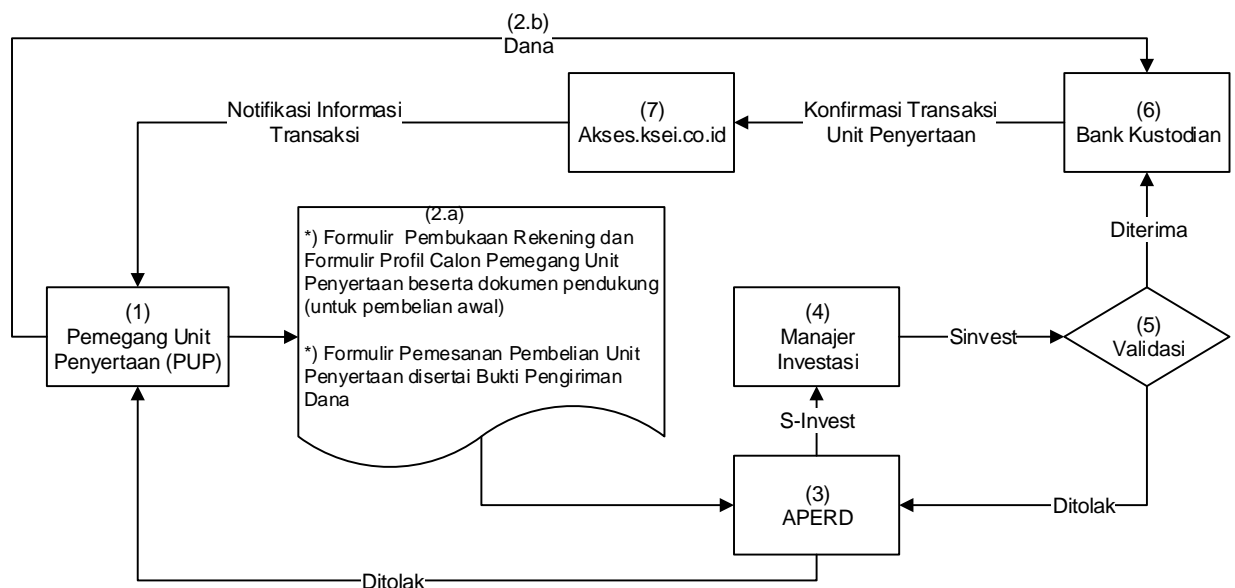 (2.b)
Dana
Notifikasi Informasi
Transaksi
(7)
Akses.ksei.co.id
Konfirmasi Transaksi
Unit Penyertaan
(6)
Bank Kustodian
Diterima
(1)
Pemegang Unit
Penyertaan (PUP)
(2.a)
*) Formulir Pembukaan Rekening dan
Formulir Profil Calon Pemegang Unit
Penyertaan beserta dokumen pendukung
(untuk pembelian awal)
*) Formulir Pemesanan Pembelian Unit
Penyertaan disertai Bukti Pengiriman
Dana
(4)
Manajer
Investasi
Sinvest
(5)
Validasi
S-Invest
(3)
APERD
Ditolak
Ditolak